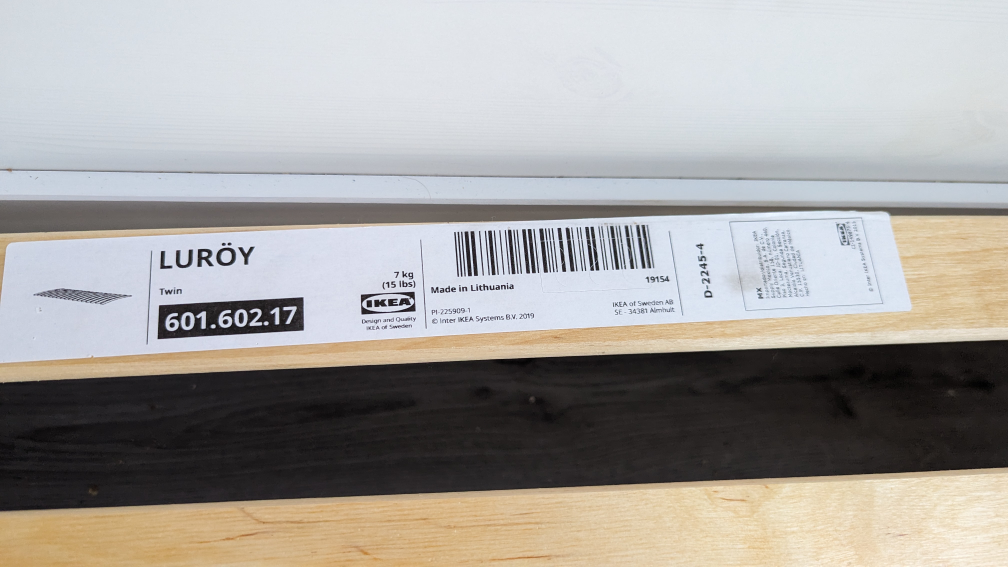 LURÖY
Twin
601.602.17
7 kg
(15 lbs)
IKEA
Design and Quality
IKEA of Sweden
Made in Lithuania
19154
PI-225909-1
© Inter IKEA Systems B.V. 2019
IKEA of Sweden AB
SE - 34381 Älmhult
D-2245-4
MX